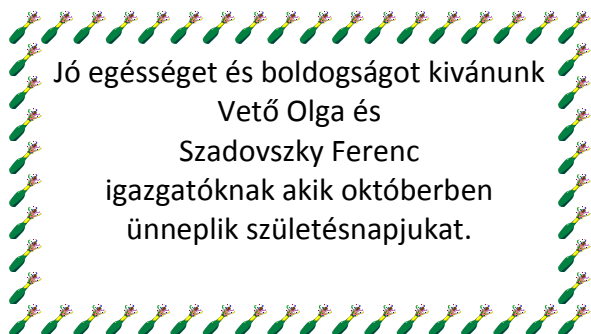 Jó egésséget és boldogságot kivánunk
Vető Olga és
Szadovszky Ferenc
igazgatóknak akik októberben
ünneplik születésnapjukat.